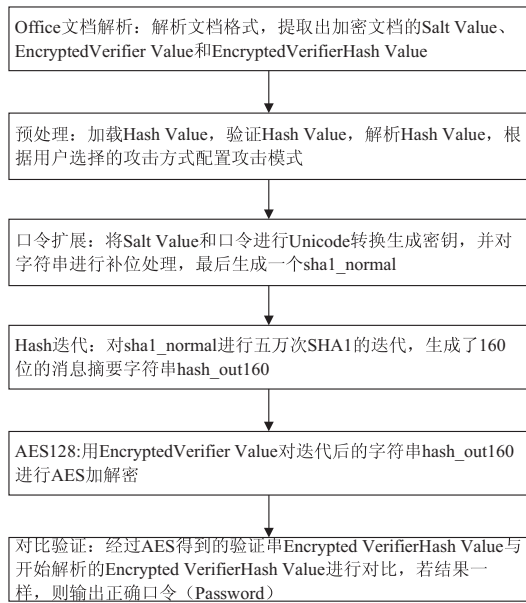 Office文档解析：解析文档格式，提取出加密文档的Salt Value、
EncryptedVerifier Value和EncryptedVerifierHash Value
预处理：加载Hash Value，验证Hash Value，解析Hash Value，根
据用户选择的攻击方式配置攻击模式
口令扩展：将Salt Value和口令进行Unicode转换生成密钥，并对
字符串进行补位处理，最后生成一个sha1_normal
Hash迭代：对sha1_normal进行五万次SHA1的迭代，生成了160
位的消息摘要字符串hash_out160
AES128:用EncryptedVerifier Value对迭代后的字符串hash_out160
进行AES加解密
对比验证：经过AES得到的验证串Encrypted VerifierHash Value与
开始解析的Encrypted VerifierHash Value进行对比，若结果一
样，则输出正确口令（Password）